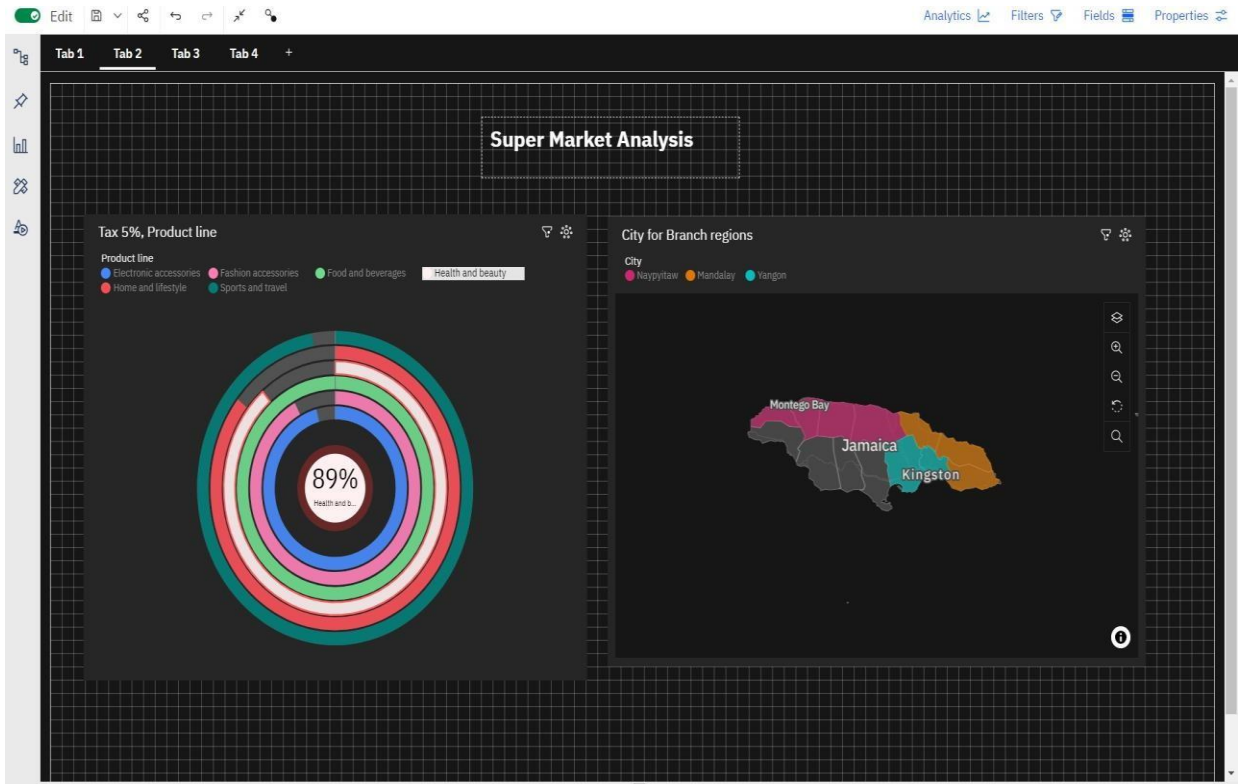 Edit
Analytics Filters Fields Properties
Tab 1 Tab 2 Tab 3 Tab 4 +
Super Market Analysis
Tax 5%, Product line
Product line
Electronic accessories Fashion accessories Food and beverages Health and beauty
Home and lifestyle Sports and travel
89%
Health and b...
City for Branch regions
City
Naypyitaw Mandalay Yangon
Montego Bay
Jamaica
Kingston